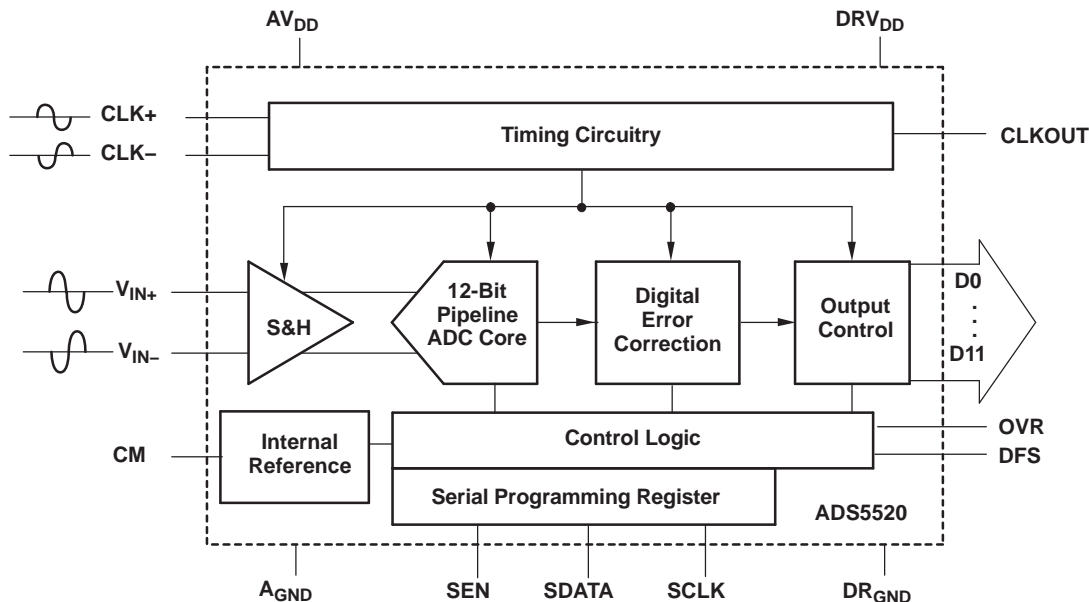 AVDD
DRVDD
CLK+
CLK–
Timing Circuitry
CLKOUT
VIN+
VIN–
S&H
12-Bit
Pipeline
ADC Core
Digital
Error
Correction
Output
Control
D0
.
.
.
D11
CM
Internal
Reference
Control Logic
OVR
DFS
Serial Programming Register
ADS5520
AGND
SEN
SDATA
SCLK
DRGND